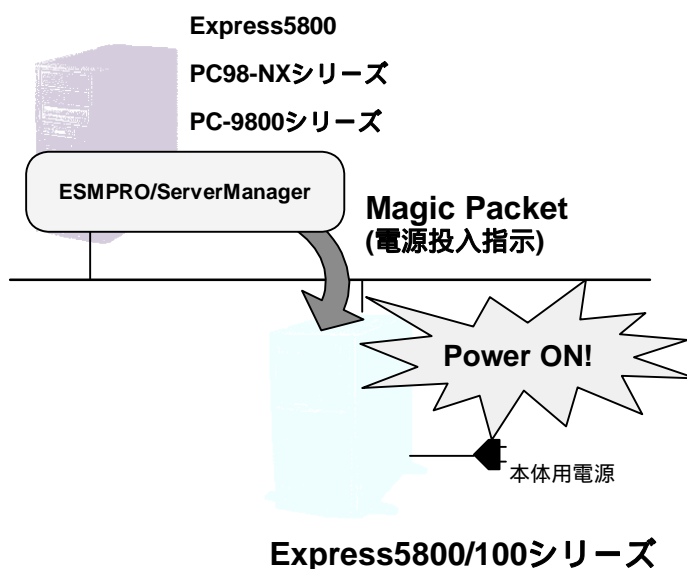 Express5800
PC98-NXシリーズ
PC-9800シリーズ
ESMPRO/ServerManager
Magic Packet
(電源投入指示)
Power ON!
本体用電源
Express5800/100シリーズ